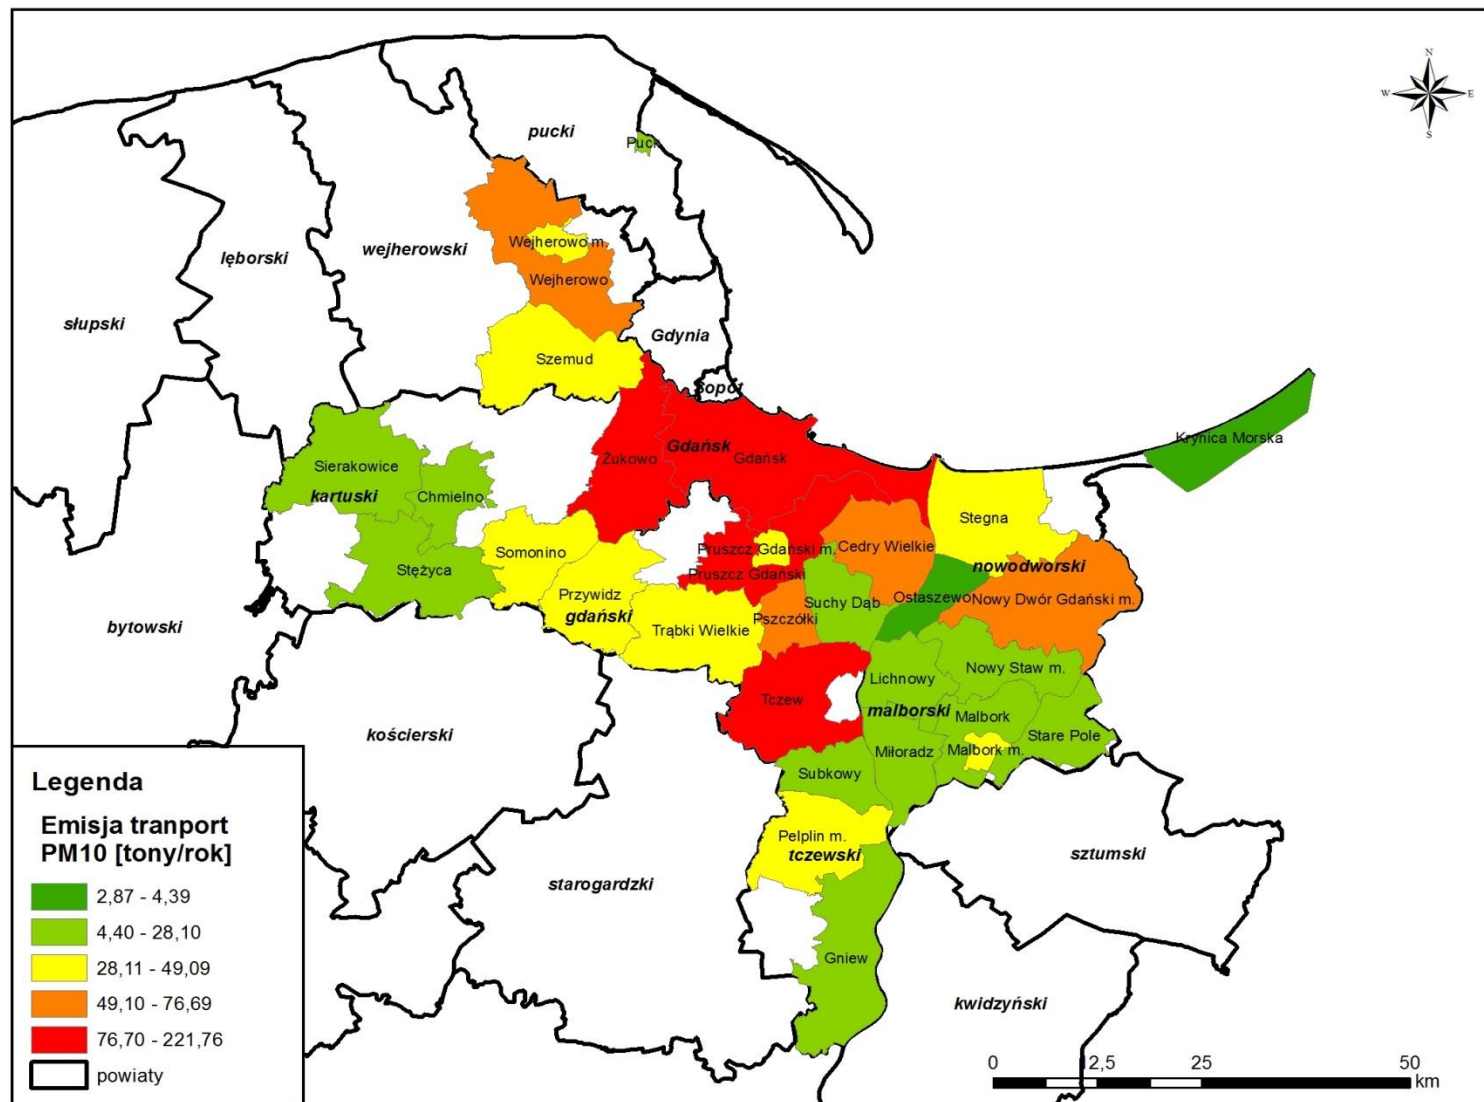 N
W
E
S
pucki
Puck
Wejherowo m.
wejherowski
lęborski
Wejherowo
słupski
Gdynia
Szemud
Sopot
Krynica Morska
Gdańsk
Gdańsk
Żukowo
Sierakowice
kartuski
Chmielno
Stegna
Pruszcz Gdański m.
Cedry Wielkie
Somonino
nowodworski
Stężyca
Pruszcz Gdański
Przywidz
Ostaszewo
Nowy Dwór Gdański m.
Suchy Dąb
gdański
Pszczółki
bytowski
Trąbki Wielkie
Nowy Staw m.
Lichnowy
Tczew
malborski
Malbork
kościerski
Stare Pole
Miłoradz
Malbork m.
Subkowy
Pelplin m.
tczewski
sztumski
starogardzki
Gniew
kwidzyński
Legenda
Emisja tranport
PM10 [tony/rok]
2,87 - 4,39
4,40 - 28,10
28,11 - 49,09
49,10 - 76,69
76,70 - 221,76
powiaty
0 12,5 25 50
km